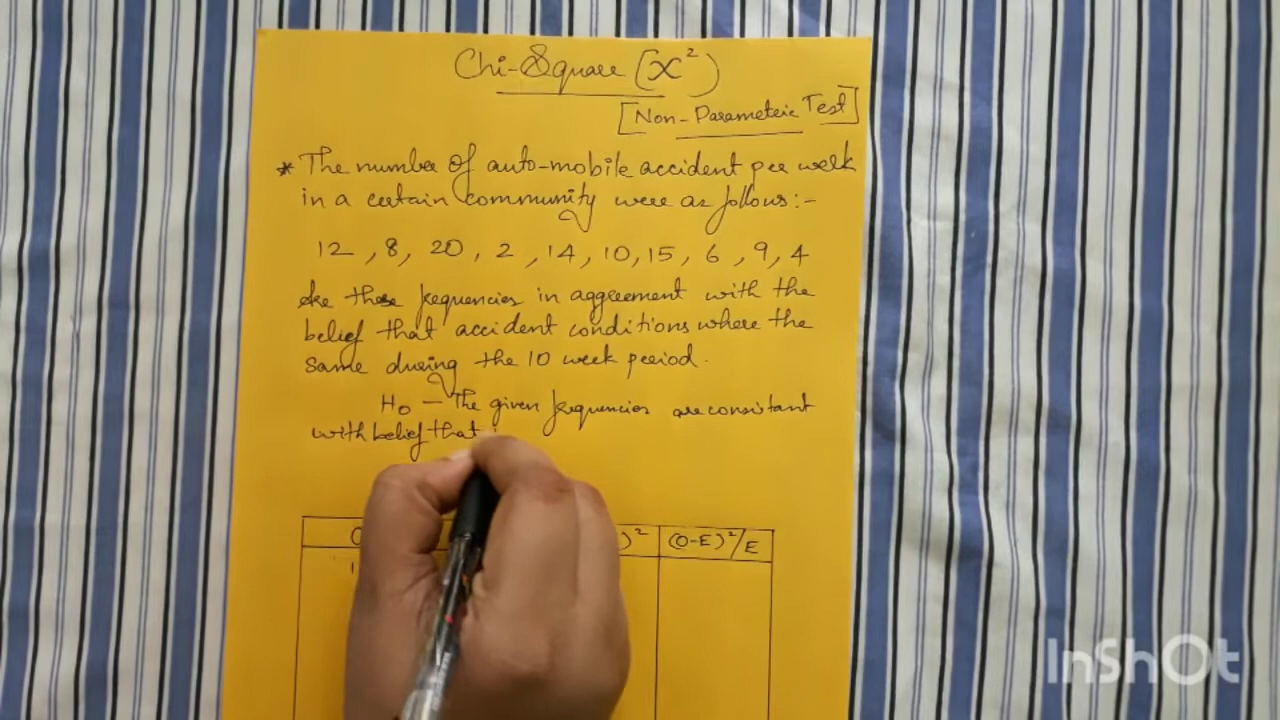 Chi-Square (χ²)
[Non-Parametric Test]
* The number of auto-mobile accident per week
in a certain community were as follows:-
12, 8, 20, 2, 14, 10, 15, 6, 9, 4
Are these frequencies in aggreement with the
belief that accident conditions where the
same during the 10 week period.
H₀ – The given frequencies are consistant
with belief that
)² (O-E)²/E
InShOt